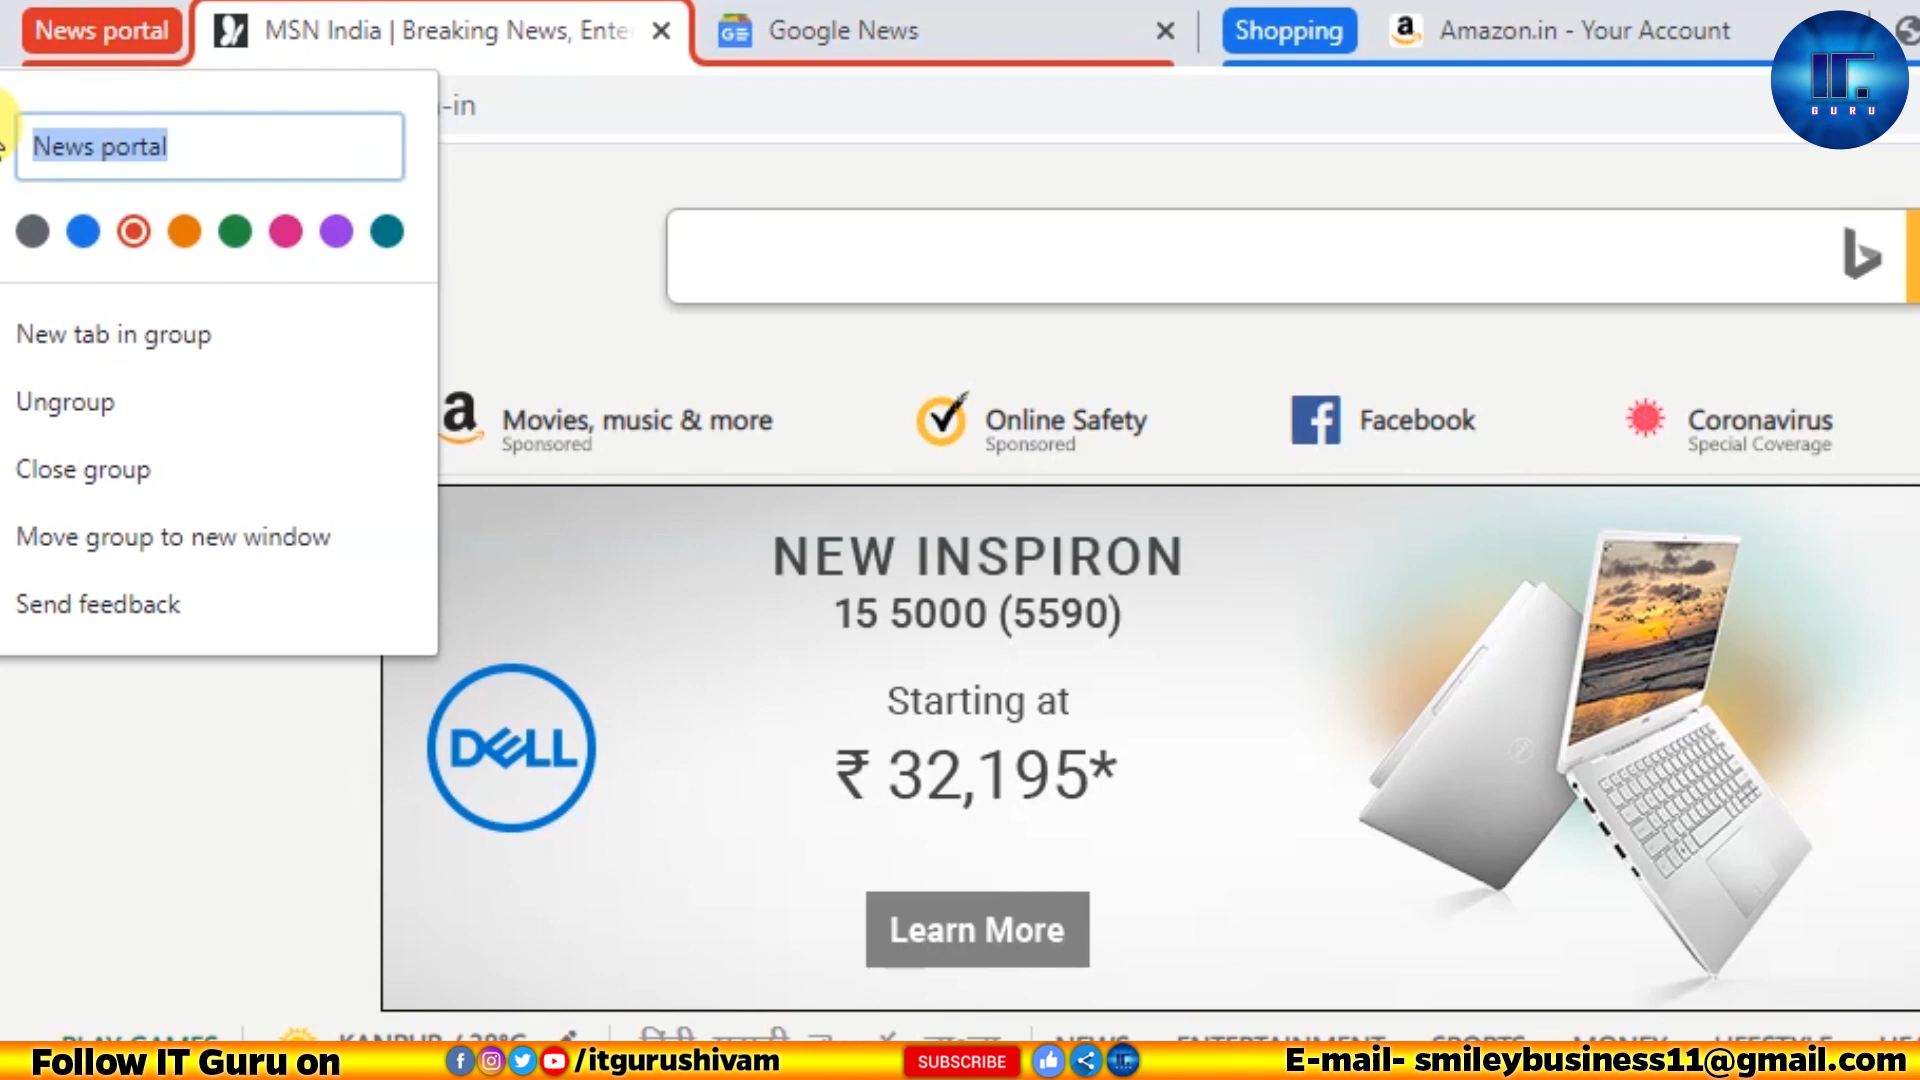 News portal
MSN India | Breaking News, Ente
Google News
Shopping
Amazon.in - Your Account
IT.
GURU
-in
News portal
New tab in group
Ungroup
Close group
Move group to new window
Send feedback
Movies, music & more
Sponsored
Online Safety
Sponsored
Facebook
Coronavirus
Special Coverage
NEW INSPIRON
15 5000 (5590)
Starting at
₹ 32,195*
DELL
Learn More
PLAY GAMES
KANPUR / 28°C
NEWS ENTERTAINMENT SPORTS MONEY LIFESTYLE
Follow IT Guru on
/itgurushivam
SUBSCRIBE
E-mail- smileybusiness11@gmail.com